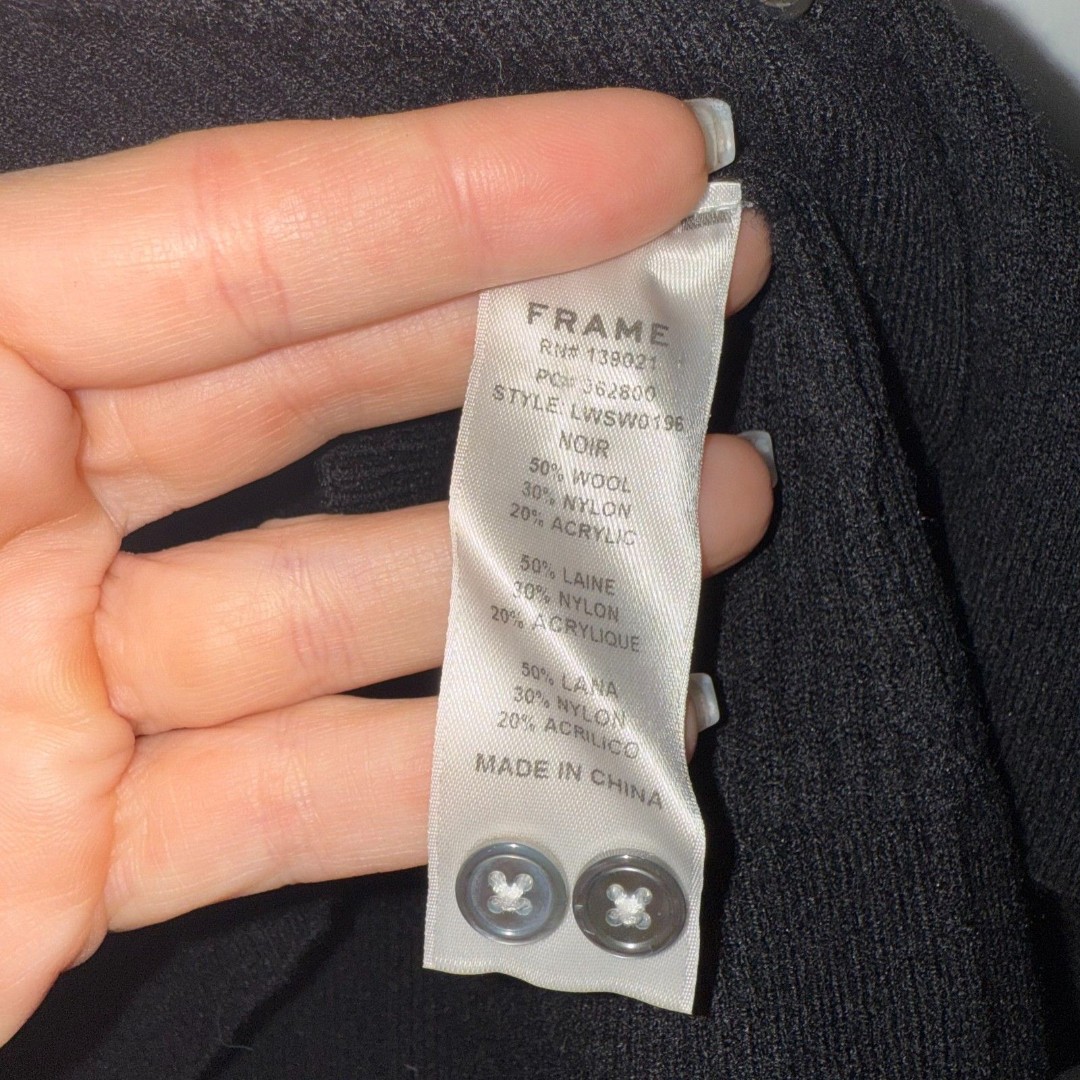 FRAME
RN# 139021
PO# 362800
STYLE: LWSW0196
NOIR
50% WOOL
30% NYLON
20% ACRYLIC
50% LAINE
30% NYLON
20% ACRYLIQUE
50% LANA
30% NYLON
20% ACRILICO
MADE IN CHINA